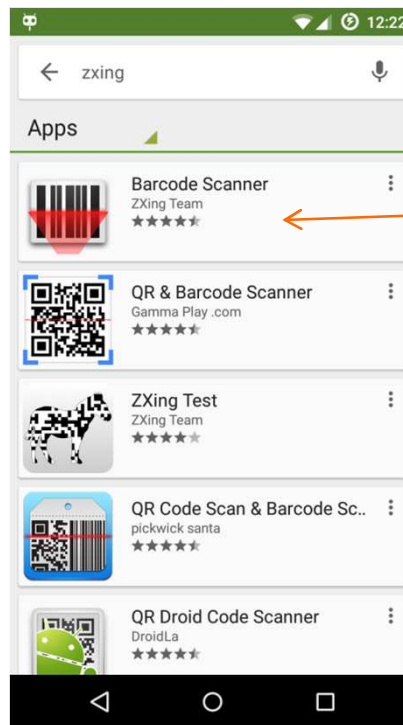 12:22
zxing
Apps
Barcode Scanner
ZXing Team
QR & Barcode Scanner
Gamma Play .com
ZXing Test
ZXing Team
QR Code Scan & Barcode Sc..
pickwick santa
QR Droid Code Scanner
DroidLa